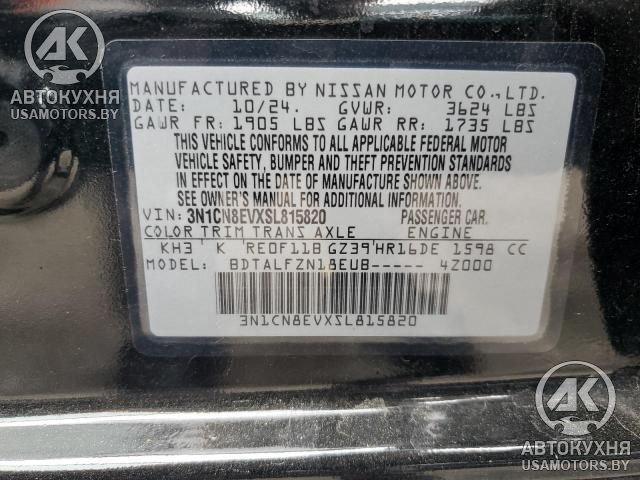 AK
АВТОКУХНЯ
USAMOTORS.BY
MANUFACTURED BY NISSAN MOTOR CO.,LTD.
DATE: 10/24. GVWR: 3624 LBS
GAWR FR: 1905 LBS GAWR RR: 1735 LBS
THIS VEHICLE CONFORMS TO ALL APPLICABLE FEDERAL MOTOR
VEHICLE SAFETY, BUMPER AND THEFT PREVENTION STANDARDS
IN EFFECT ON THE DATE OF MANUFACTURE SHOWN ABOVE.
SEE OWNER'S MANUAL FOR ADDITIONAL INFORMATION
VIN: 3N1CN8EVXSL815820 PASSENGER CAR.
COLOR TRIM TRANS AXLE ENGINE
KH3 K RE0F11B GZ39 HR16DE 1598 CC
MODEL: BDTALFZN18EUB----- 4Z000
3N1CN8EVXSL815820
AK
АВТОКУХНЯ
USAMOTORS.BY